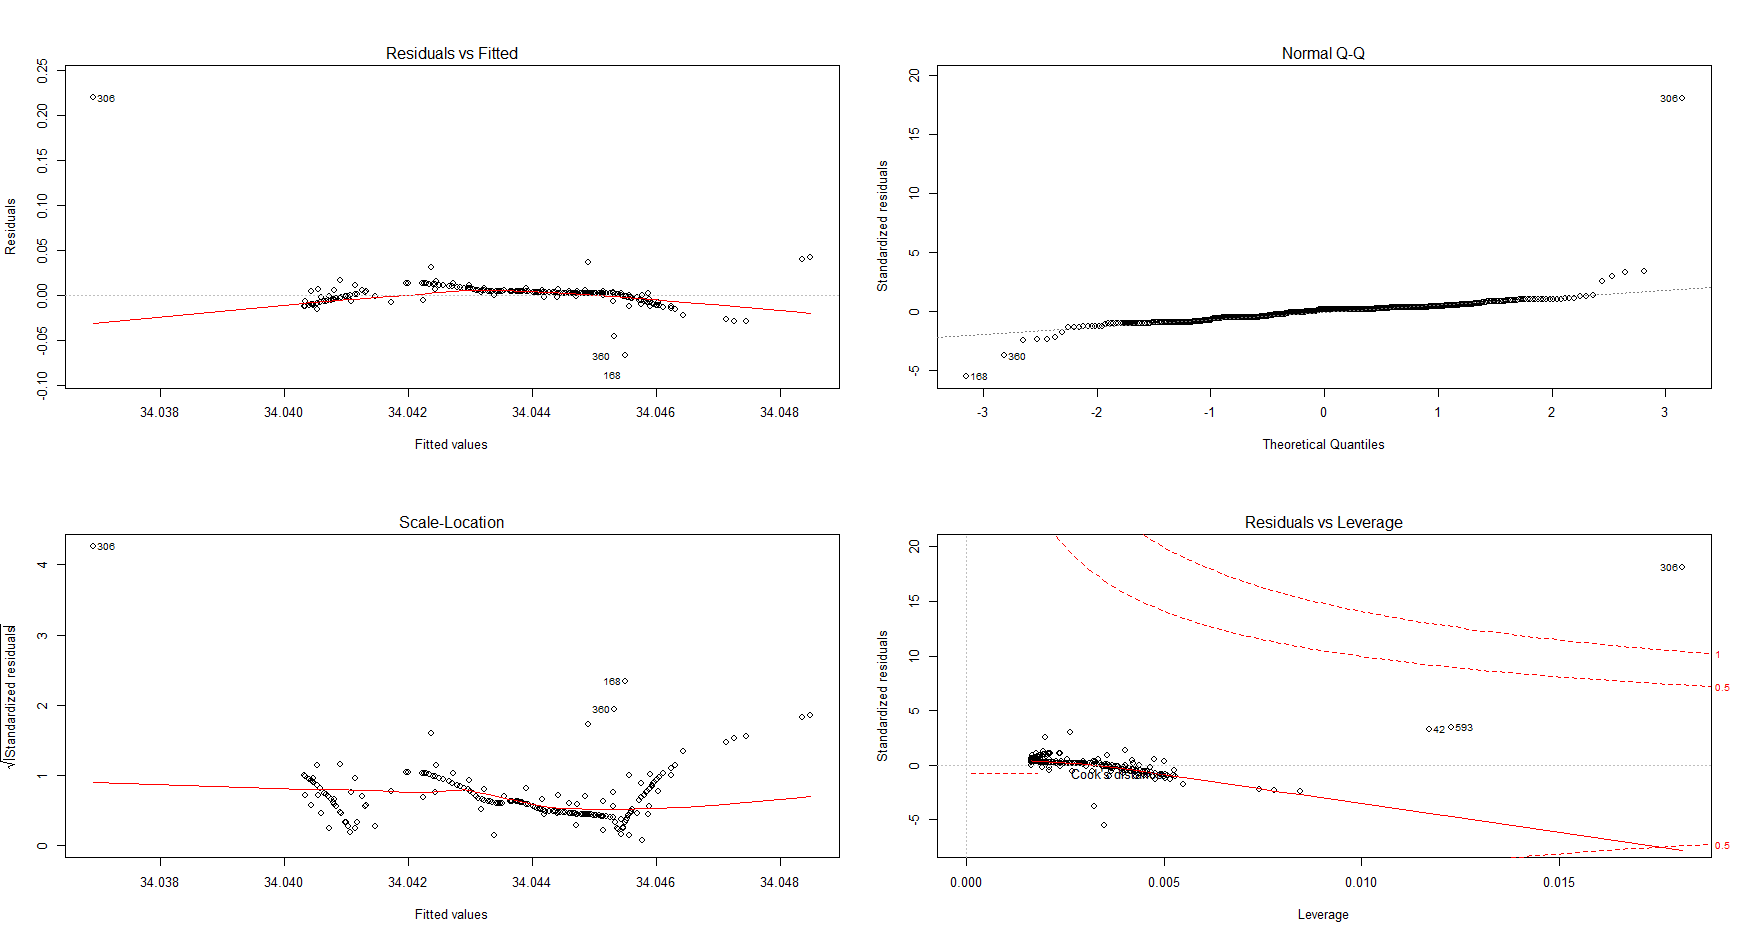 Residuals vs Fitted
Residuals
0.25
0.20
0.15
0.10
0.05
0.00
-0.05
-0.10
306
360
168
34.038 34.040 34.042 34.044 34.046 34.048
Fitted values
Normal Q-Q
Standardized residuals
20
15
10
5
0
-5
306
360
168
-3 -2 -1 0 1 2 3
Theoretical Quantiles
Scale-Location
√|Standardized residuals|
4
3
2
1
0
306
168
360
34.038 34.040 34.042 34.044 34.046 34.048
Fitted values
Residuals vs Leverage
Standardized residuals
20
15
10
5
0
-5
306
1
0.5
42 593
Cook's distance
0.5
0.000 0.005 0.010 0.015
Leverage